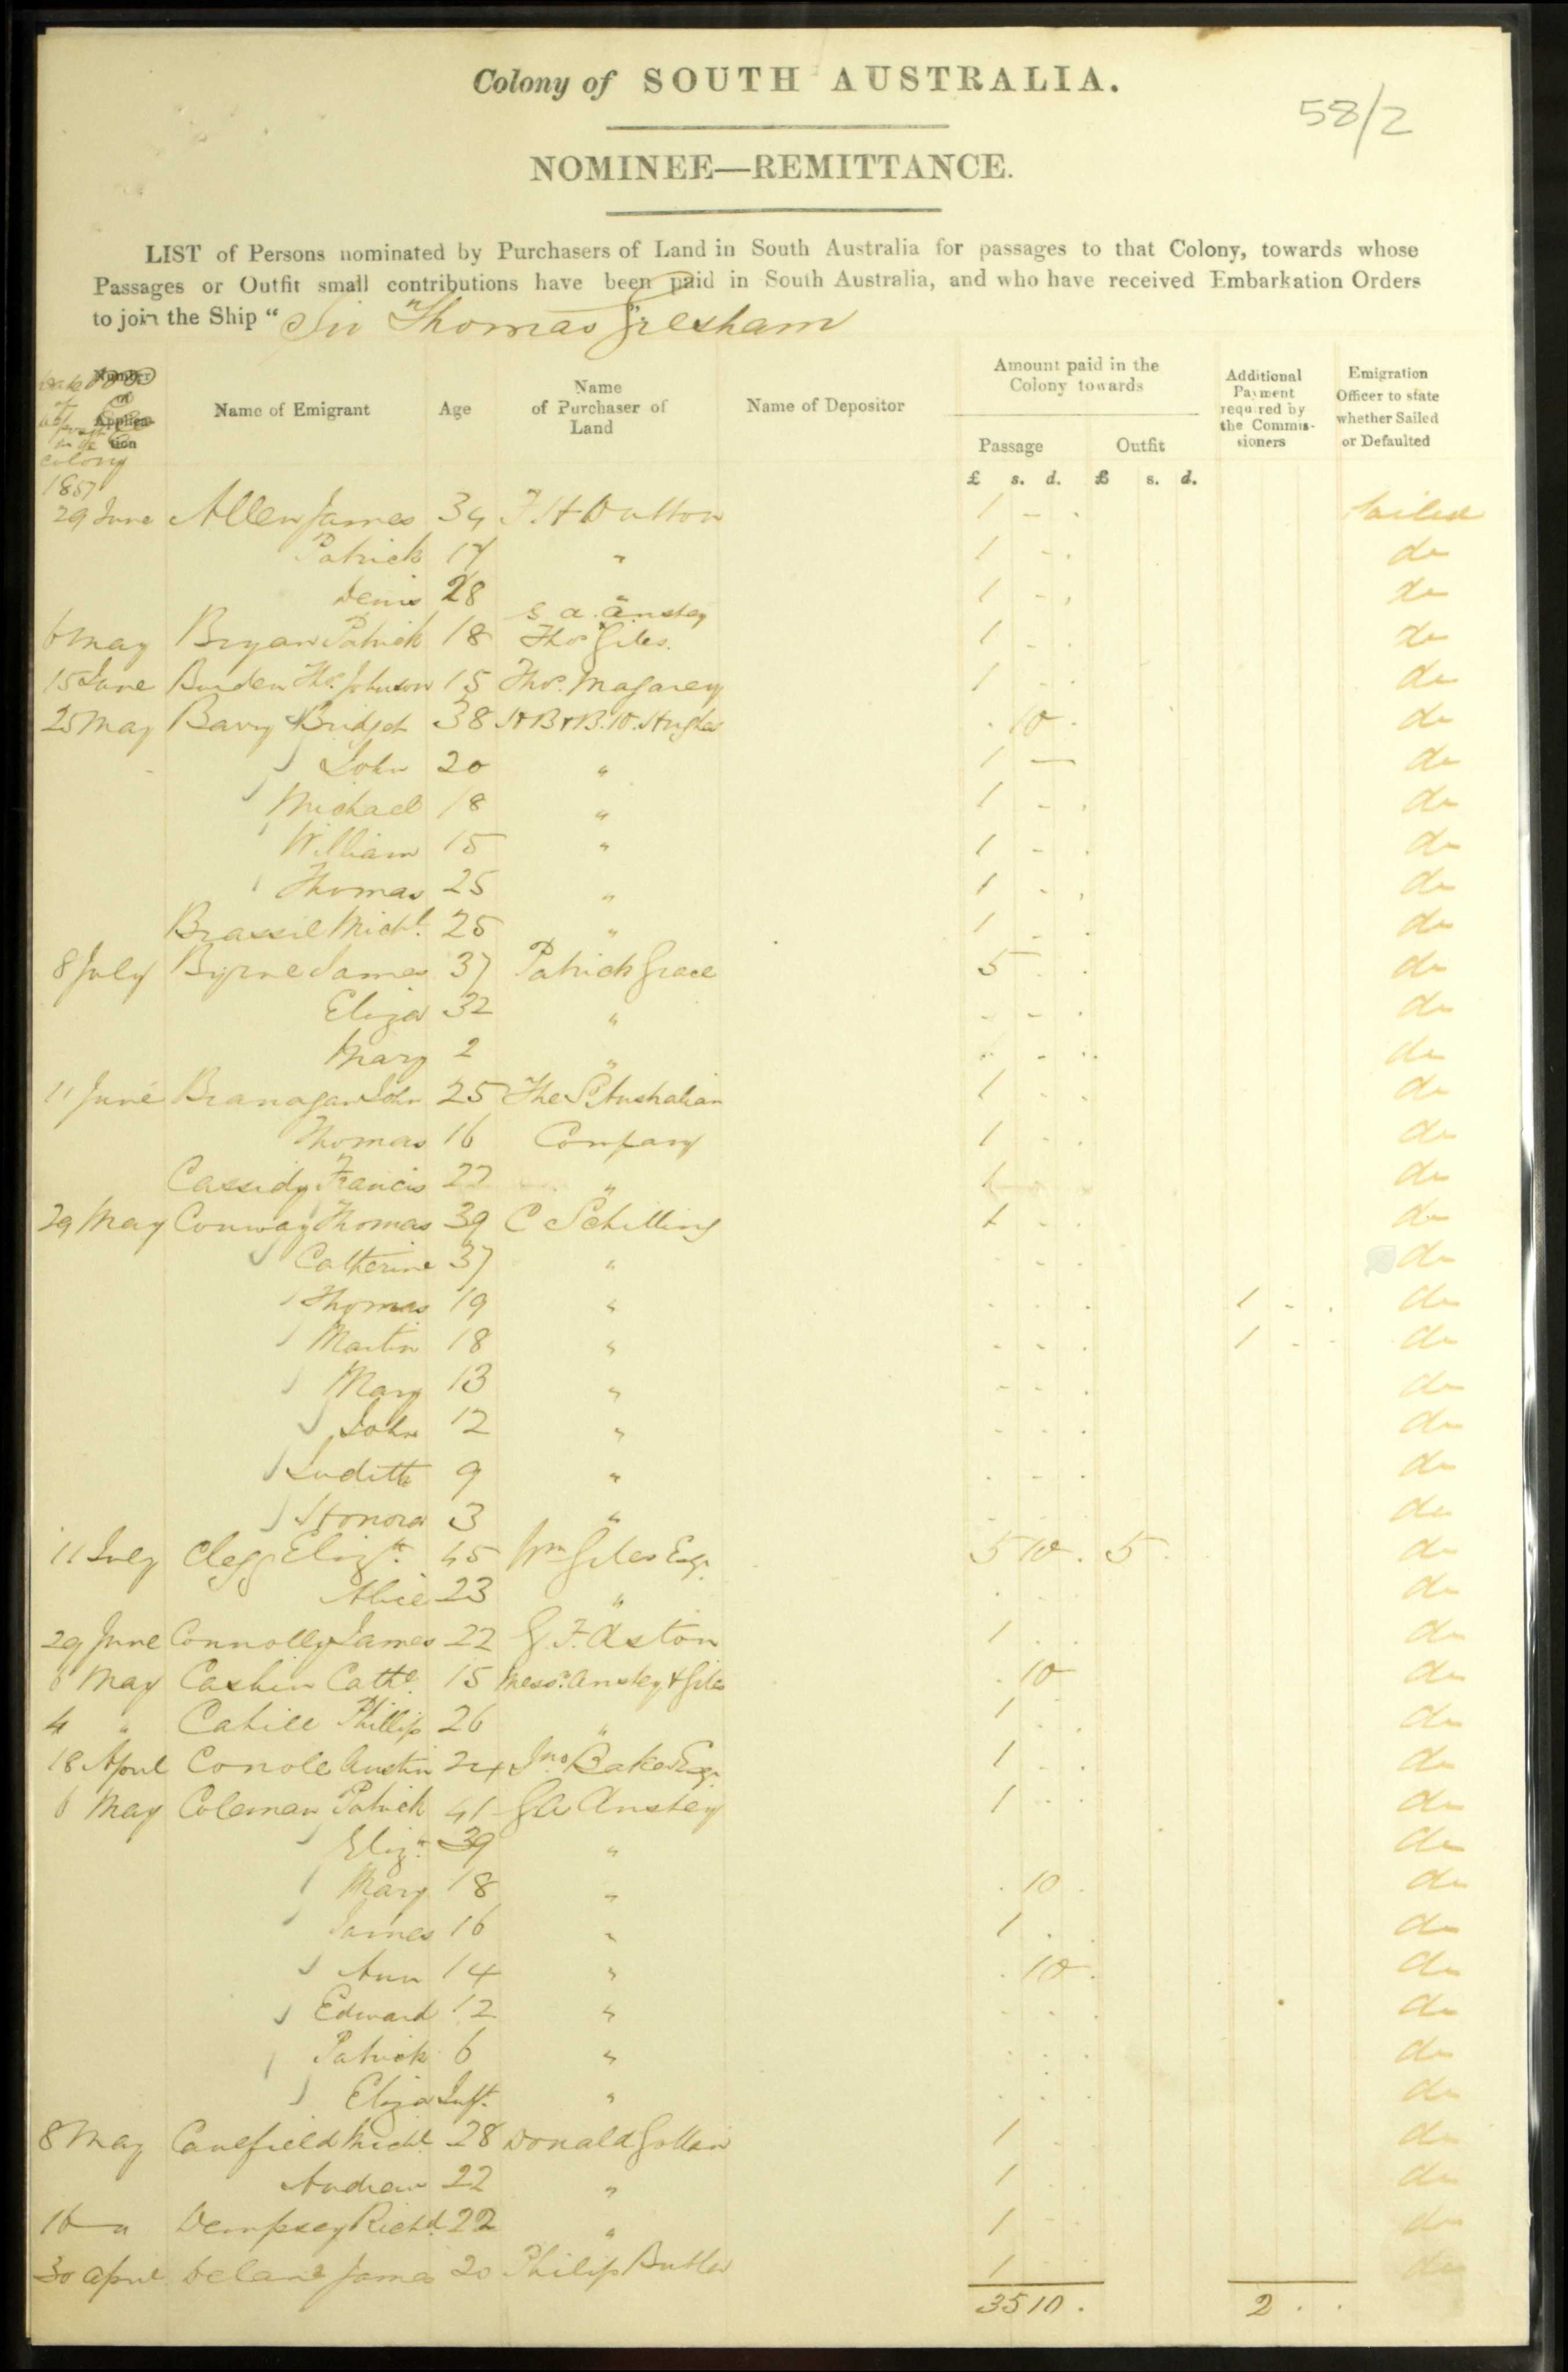 Colony of SOUTH AUSTRALIA.
58/2
NOMINEE—REMITTANCE.
LIST of Persons nominated by Purchasers of Land in South Australia for passages to that Colony, towards whose
Passages or Outfit small contributions have been paid in South Australia, and who have received Embarkation Orders
to join the Ship "Sir Thomas Gresham
Number of Application
colony
Name of Emigrant
Age
Name of Purchaser of Land
Name of Depositor
Amount paid in the Colony towards
Passage
Outfit
Additional Payment required by the Commissioners
Emigration Officer to state whether Sailed or Defaulted
£ s. d. £ s. d.
1857
29 June Allen James 34 F. H Dutton 1 - . Sailed
Patrick 17 " 1 - . do
Denis 28 " 1 - . do
G. A. Anstey
6 May Bryan Patrick 18 Thos Giles. 1 - . do
15 June Burden Thos. Johnson 15 Thos. Magarey 1 - . do
25 May Barry Bridget 38 H B & B. 10. Hughes . 10 . do
John 20 " 1 — do
Michael 18 " 1 - . do
William 15 " 1 - . do
Thomas 25 " 1 - . do
Brassil Michl. 25 " 1 - . do
8 July Byrne James 37 Patrick Grace 5 . . do
Eliza 32 " - - . do
Mary 2 " . - . do
11 June Branagan John 25 The S. Australian 1 - . do
Thomas 16 Company 1 - . do
Cassidy Francis 22 " 1 do
29 May Conway Thomas 39 C Schilling 1 - . do
Catherine 37 " - - . do
Thomas 19 " - - . 1 - . do
Martin 18 " - - . 1 - . do
Mary 13 " - - . do
John 12 " - - . do
Judith 9 " - - . do
Honora 3 " - - . do
11 July Clegg Elizth. 45 Wm Giles Esqr. 5 10 . 5 . do
Alice 23 " . do
29 June Connolly James 22 G. F. Aston 1 . . do
6 May Cashin Cathe. 15 Messrs. Anstey & Giles . 10 do
4 " Cahill Phillip 26 " 1 . . do
18 April Conole Austin 24 Jno Baker Esqr. 1 . . do
6 May Coleman Patrick 41 G A Anstey 1 . . do
Eliz. 39 " do
Mary 18 " . 10 . do
James 16 " 1 . . do
Ann 14 " . 10 . do
Edward 12 " . . . do
Patrick 6 " . . . do
Eliza Inft. " . . . do
8 May Caulfield Michl. 28 Donald Gollan 1 . . do
Andrew 22 " 1 . . do
16 — " Dempsey Richd. 22 " 1 . . do
30 April Delane James 20 Philip Butler 1 . . do
35 10 . 2 . .